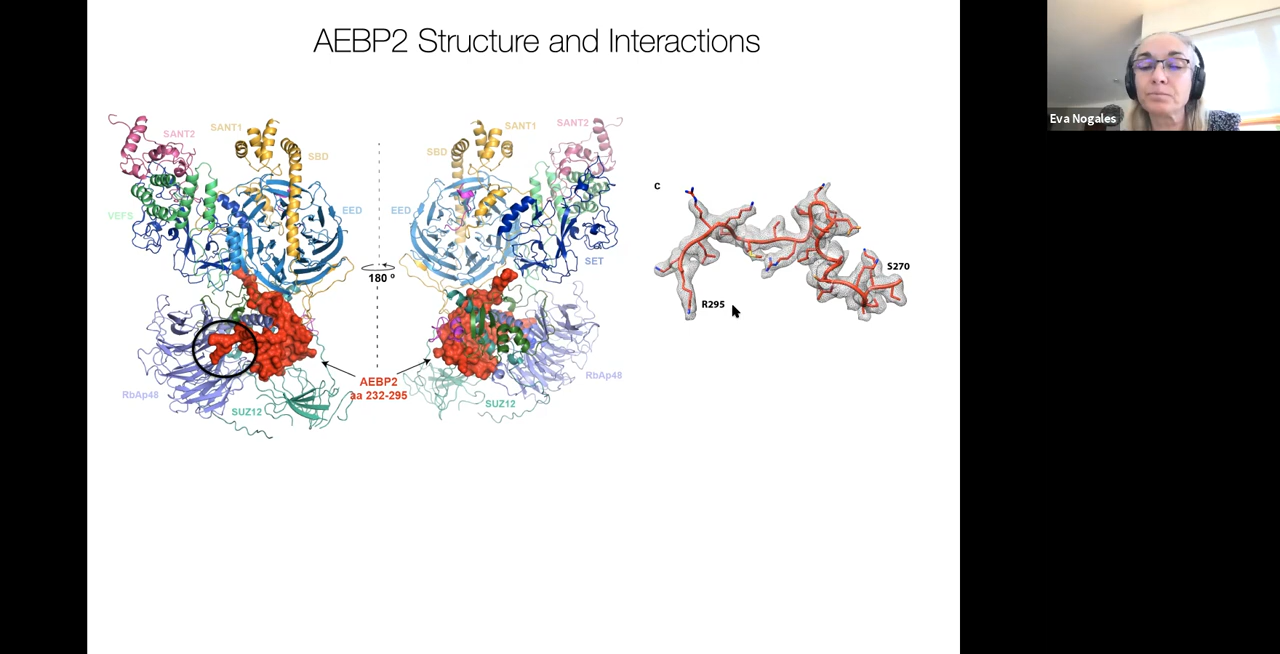 AEBP2 Structure and Interactions
Eva Nogales
SANT2
SANT1
SBD
VEFS
EED
RbAp48
SUZ12
180 º
AEBP2
aa 232-295
SBD
SANT1
SANT2
EED
SET
RbAp48
SUZ12
C
S270
R295